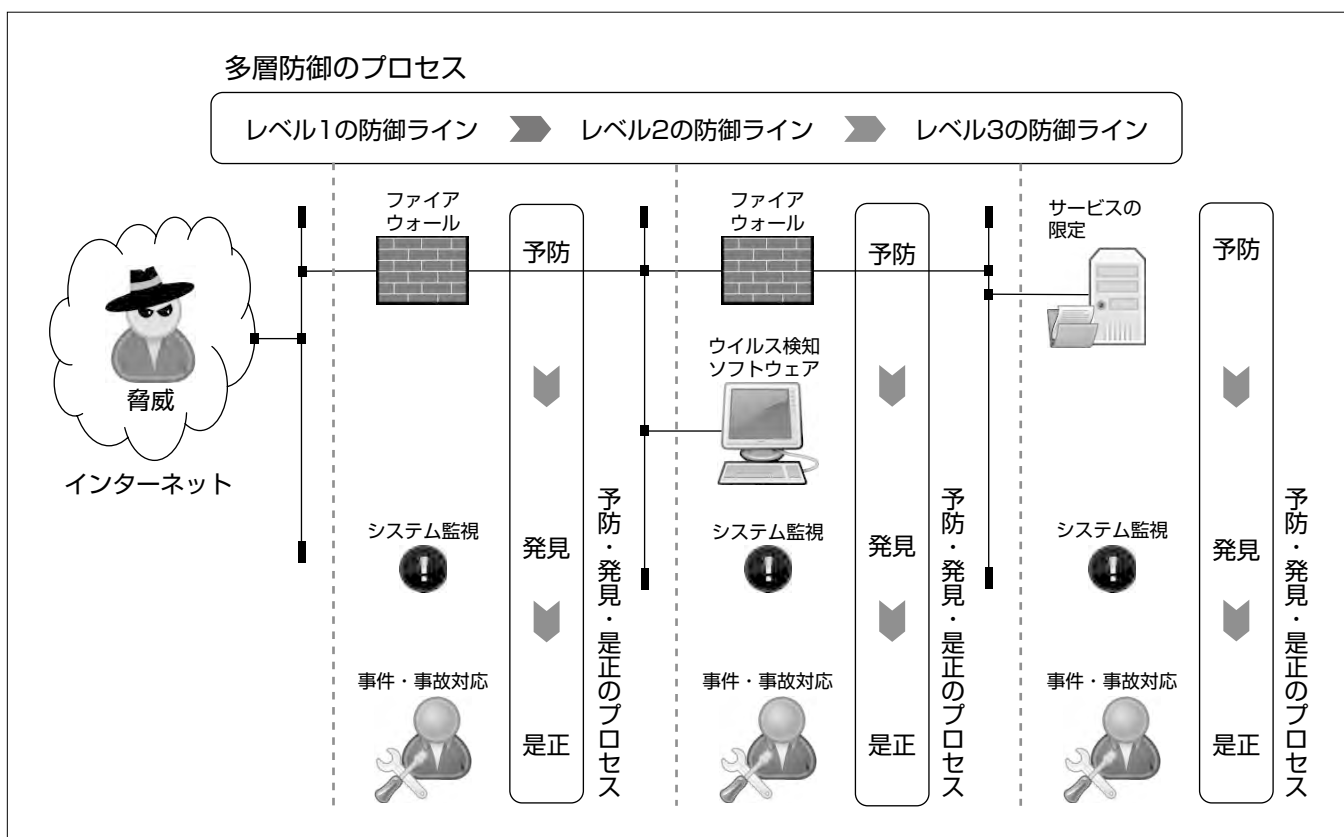 多層防御のプロセス
レベル1の防御ライン
レベル2の防御ライン
レベル3の防御ライン
脅威
インターネット
ファイア
ウォール
システム監視
事件・事故対応
予防
発見
是正
予防・発見・是正のプロセス
ファイア
ウォール
ウイルス検知
ソフトウェア
システム監視
事件・事故対応
予防
発見
是正
予防・発見・是正のプロセス
サービスの
限定
システム監視
事件・事故対応
予防
発見
是正
予防・発見・是正のプロセス